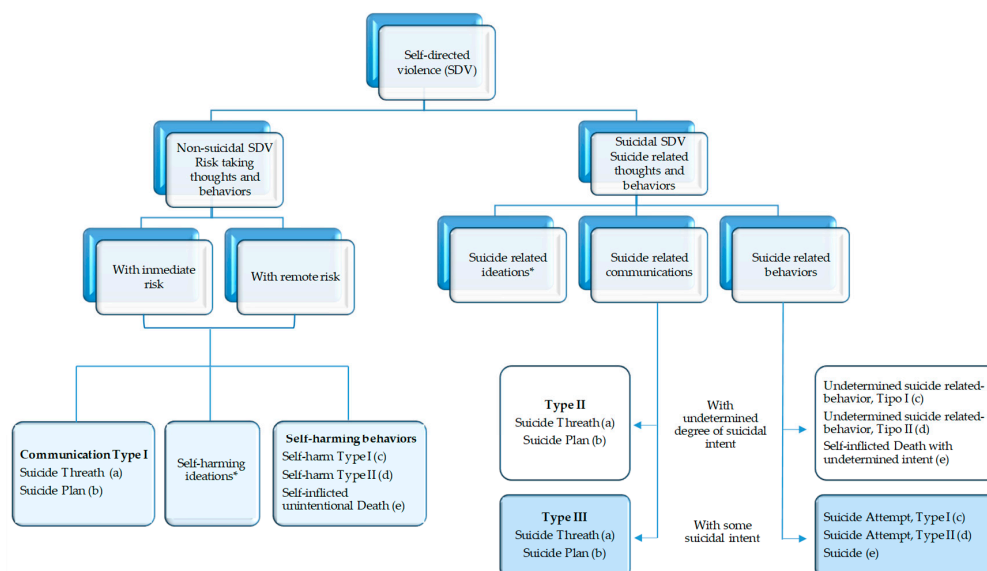 Self-directed
violence (SDV)
Non-suicidal SDV
Risk taking
thoughts and
behaviors
Suicidal SDV
Suicide related
thoughts and
behaviors
With inmediate
risk
With remote risk
Suicide related
ideations*
Suicide related
communications
Suicide related
behaviors
Communication Type I
Suicide Threath (a)
Suicide Plan (b)
Self-harming
ideations*
Self-harming behaviors
Self-harm Type I (c)
Self-harm Type II (d)
Self-inflicted
unintentional Death (e)
Type II
Suicide Threath (a)
Suicide Plan (b)
With
undetermined
degree of suicidal
intent
Undetermined suicide related-
behavior, Tipo I (c)
Undetermined suicide related-
behavior, Tipo II (d)
Self-inflicted Death with
undetermined intent (e)
Type III
Suicide Threath (a)
Suicide Plan (b)
With some
suicidal intent
Suicide Attempt, Type I (c)
Suicide Attempt, Type II (d)
Suicide (e)